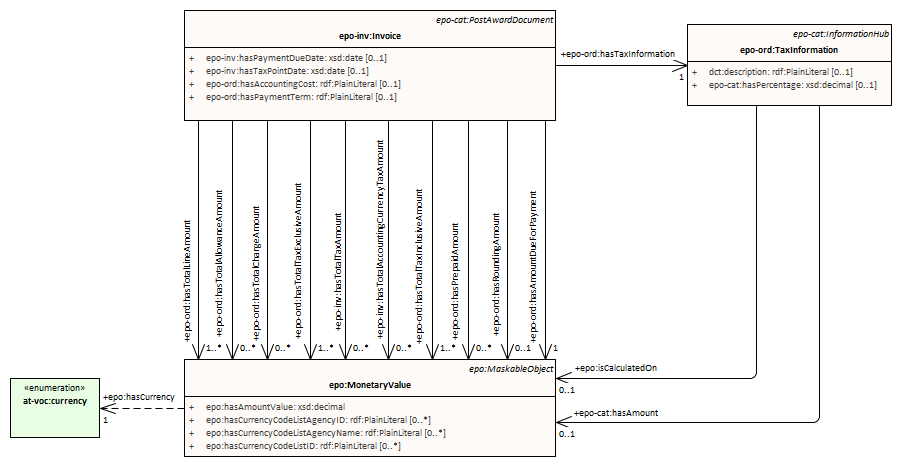 epo-cat:PostAwardDocument
epo-inv:Invoice
+ epo-inv:hasPaymentDueDate: xsd:date [0..1]
+ epo-inv:hasTaxPointDate: xsd:date [0..1]
+ epo-ord:hasAccountingCost: rdf:PlainLiteral [0..1]
+ epo-ord:hasPaymentTerm: rdf:PlainLiteral [0..1]
+epo-ord:hasTaxInformation
1
epo-cat:InformationHub
epo-ord:TaxInformation
+ dct:description: rdf:PlainLiteral [0..1]
+ epo-cat:hasPercentage: xsd:decimal [0..1]
+epo-ord:hasTotalLineAmount
+epo-ord:hasTotalAllowanceAmount
+epo-ord:hasTotalChargeAmount
+epo-ord:hasTotalTaxExclusiveAmount
+epo-inv:hasTotalTaxAmount
+epo-inv:hasTotalAccountingCurrencyTaxAmount
+epo-ord:hasTotalTaxInclusiveAmount
+epo-ord:hasPrepaidAmount
+epo-ord:hasRoundingAmount
+epo-ord:hasAmountDueForPayment
1..*
0..*
0..*
1..*
0..*
0..*
1..*
0..*
0..1
1
epo:MaskableObject
epo:MonetaryValue
+ epo:hasAmountValue: xsd:decimal
+ epo:hasCurrencyCodeListAgencyID: rdf:PlainLiteral [0..*]
+ epo:hasCurrencyCodeListAgencyName: rdf:PlainLiteral [0..*]
+ epo:hasCurrencyCodeListID: rdf:PlainLiteral [0..*]
+epo:isCalculatedOn
0..1
+epo-cat:hasAmount
0..1
«enumeration»
at-voc:currency
+epo:hasCurrency
1